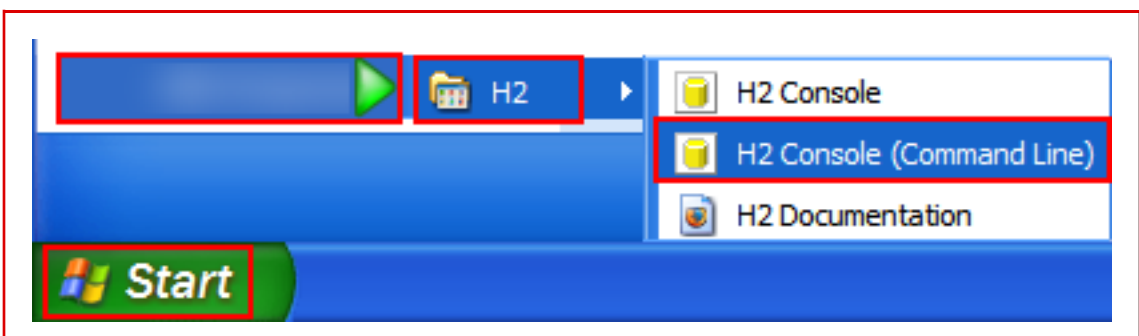 H2
H2 Console
H2 Console (Command Line)
H2 Documentation
Start